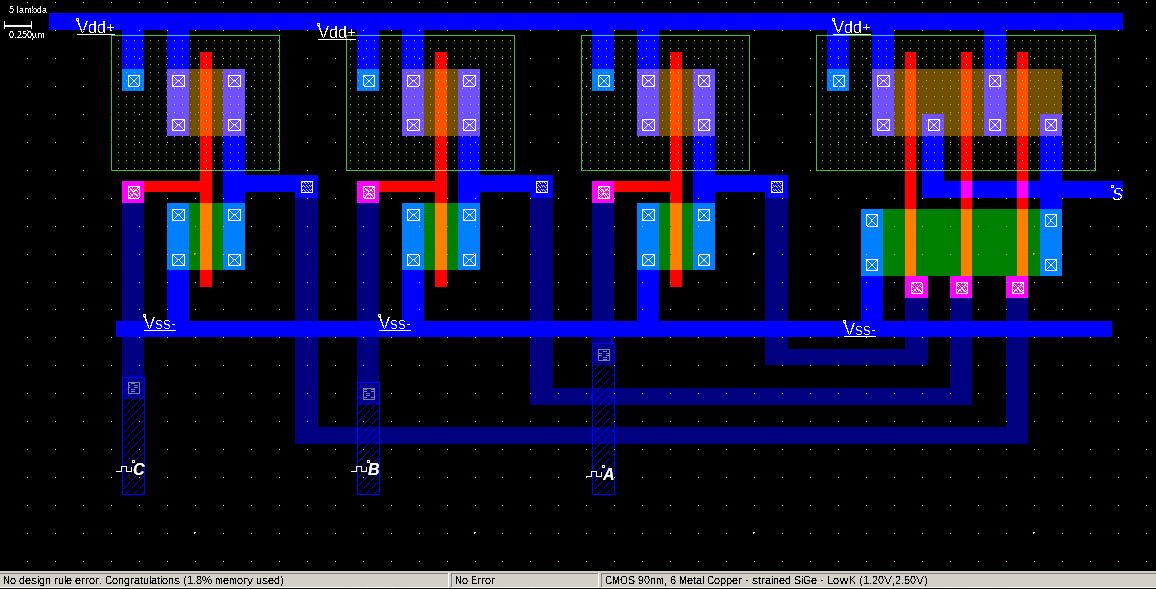 5 lambda
0.250µm
Vdd+
Vdd+
Vdd+
S
Vss-
Vss-
Vss-
C
B
A
No design rule error. Congratulations (1.8% memory used)
No Error
CMOS 90nm, 6 Metal Copper - strained SiGe - LowK (1.20V,2.50V)